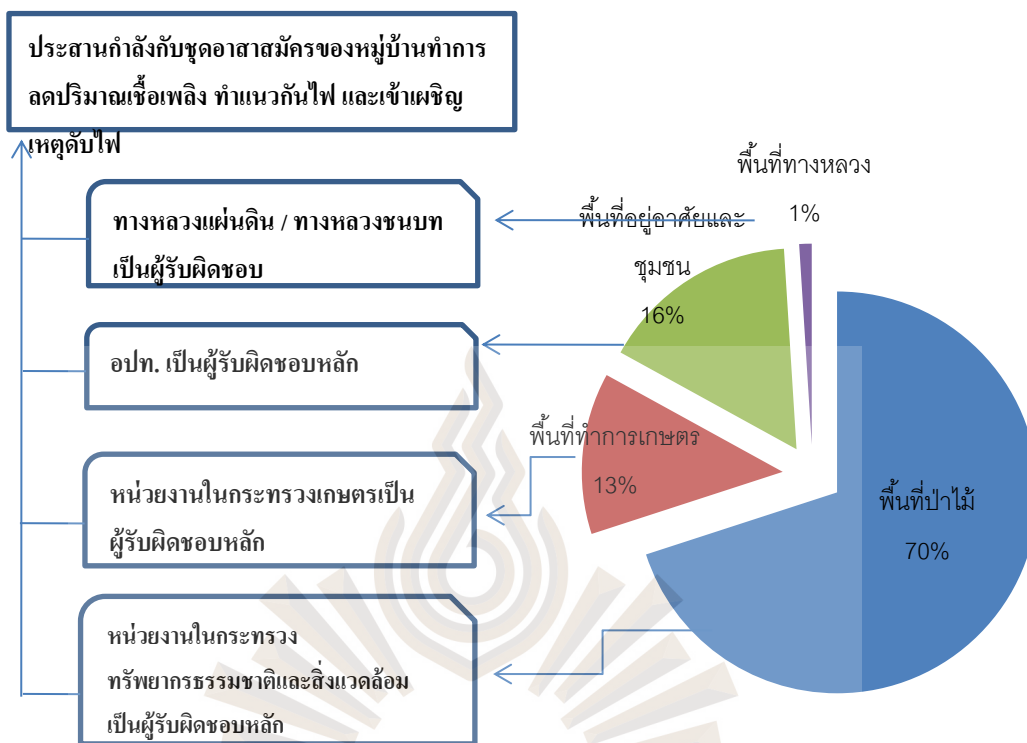 ประสานกำลังกับชุดอาสาสมัครของหมู่บ้านทำการ
ลดปริมาณเชื้อเพลิง ทำแนวกันไฟ และเข้าเผชิญ
เหตุดับไฟ
ทางหลวงแผ่นดิน / ทางหลวงชนบท
เป็นผู้รับผิดชอบ
อปท. เป็นผู้รับผิดชอบหลัก
หน่วยงานในกระทรวงเกษตรเป็น
ผู้รับผิดชอบหลัก
หน่วยงานในกระทรวง
ทรัพยากรธรรมชาติและสิ่งแวดล้อม
เป็นผู้รับผิดชอบหลัก
พื้นที่ทางหลวง
1%
พื้นที่อยู่อาศัยและ
ชุมชน
16%
พื้นที่ทำการเกษตร
13%
พื้นที่ป่าไม้
70%